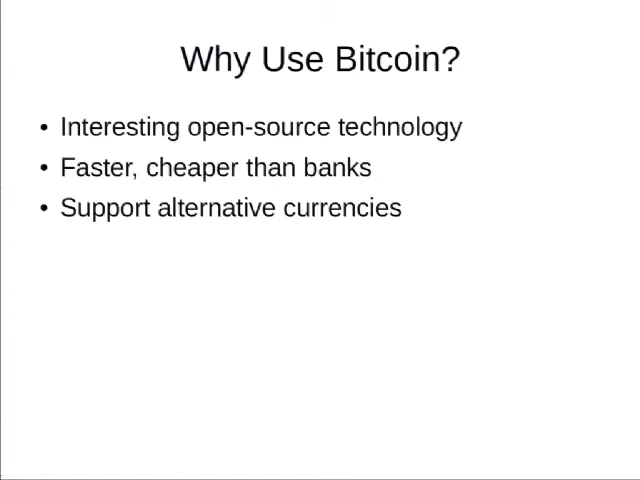 Why Use Bitcoin?
• Interesting open-source technology
• Faster, cheaper than banks
• Support alternative currencies